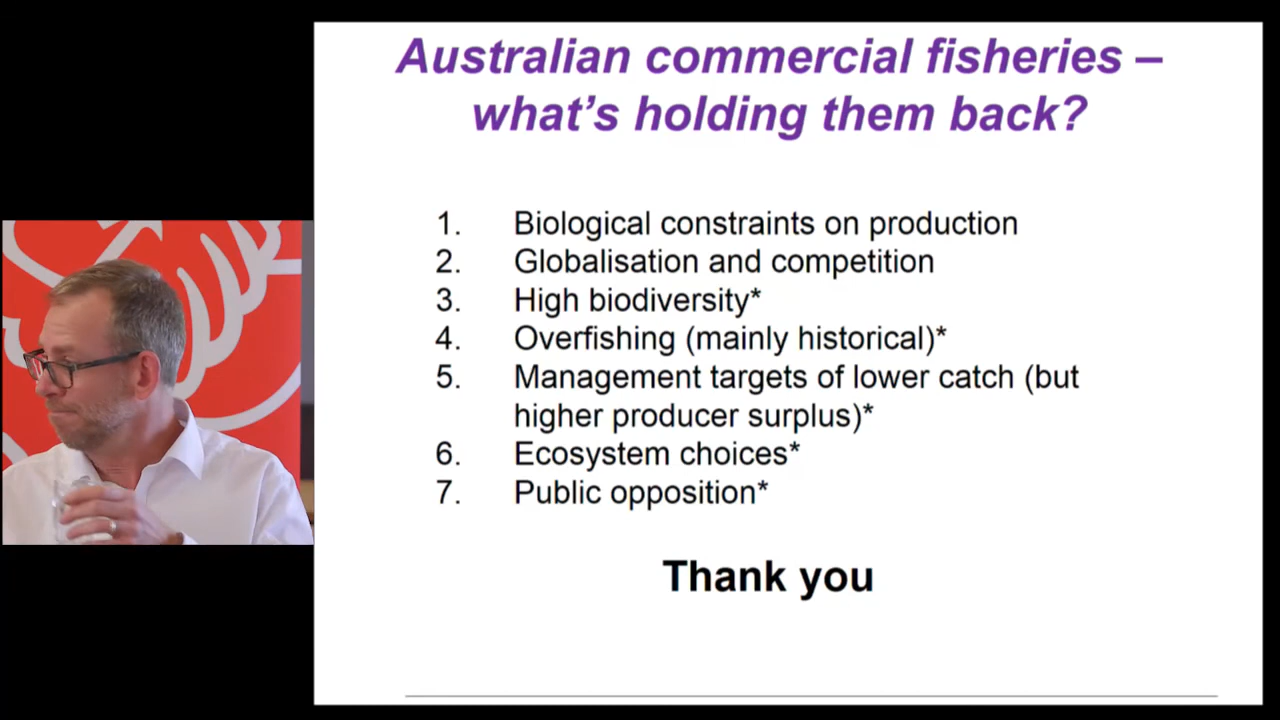 Australian commercial fisheries –
what’s holding them back?
1. Biological constraints on production
2. Globalisation and competition
3. High biodiversity*
4. Overfishing (mainly historical)*
5. Management targets of lower catch (but
higher producer surplus)*
6. Ecosystem choices*
7. Public opposition*
Thank you